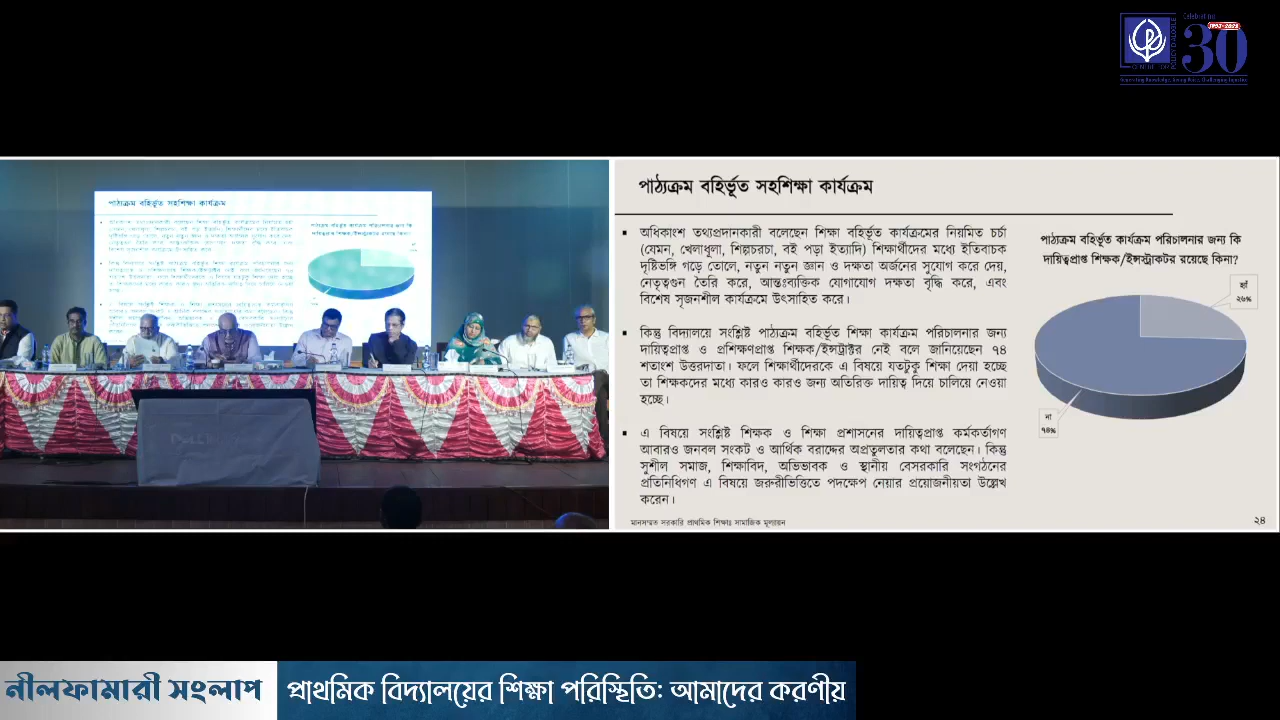 Celebrating
1993-2023
30
CENTRE FOR POLICY DIALOGUE
পাঠ্যক্রম বহির্ভূত সহশিক্ষা কার্যক্রম
অধিকাংশ তথ্যপ্রদানকারী বলেছেন শিক্ষা বহির্ভূত কার্যক্রমের নিয়মিত চর্চা
(যেমন, খেলাধুলা, শিল্পচর্চা, বই পড়া ইত্যাদি) শিক্ষার্থীদের মধ্যে ইতিবাচক
দৃষ্টিভঙ্গি গড়ে তোলে, নতুন নতুন জ্ঞান ও দক্ষতা অর্জনের সুযোগ করে দেয়,
নেতৃত্বগুন তৈরি করে, আন্তঃব্যক্তিক যোগাযোগ দক্ষতা বৃদ্ধি করে, এবং
বিশেষ সৃজনশীল কার্যক্রমে উৎসাহিত করে।
কিন্তু বিদ্যালয়ে সংশ্লিষ্ট পাঠ্যক্রম বহির্ভূত শিক্ষা কার্যক্রম পরিচালনার জন্য
দায়িত্বপ্রাপ্ত ও প্রশিক্ষণপ্রাপ্ত শিক্ষক/ইন্সট্রাক্টর নেই বলে জানিয়েছেন ৭৪
শতাংশ উত্তরদাতা। ফলে শিক্ষার্থীদেরকে এ বিষয়ে যতটুকু শিক্ষা দেয়া হচ্ছে
তা শিক্ষকদের মধ্যে কারও কারও জন্য অতিরিক্ত দায়িত্ব দিয়ে চালিয়ে নেওয়া
হচ্ছে।
এ বিষয়ে সংশ্লিষ্ট শিক্ষক ও শিক্ষা প্রশাসনের দায়িত্বপ্রাপ্ত কর্মকর্তাগণ
আবারও জনবল সংকট ও আর্থিক বরাদ্দের অপ্রতুলতার কথা বলেছেন। কিন্তু
সুশীল সমাজ, শিক্ষাবিদ, অভিভাবক ও স্থানীয় বেসরকারি সংগঠনের
প্রতিনিধিগণ এ বিষয়ে জরুরীভিত্তিতে পদক্ষেপ নেয়ার প্রয়োজনীয়তা উল্লেখ
করেন।
পাঠ্যক্রম বহির্ভূত কার্যক্রম পরিচালনার জন্য কি
দায়িত্বপ্রাপ্ত শিক্ষক/ইন্সট্রাকটর রয়েছে কিনা?
হ্যাঁ
২৬%
না
৭৪%
মানসম্মত সরকারি প্রাথমিক শিক্ষাঃ সামাজিক মূল্যায়ন
২৪
নীলফামারী সংলাপ
প্রাথমিক বিদ্যালয়ের শিক্ষা পরিস্থিতি: আমাদের করণীয়